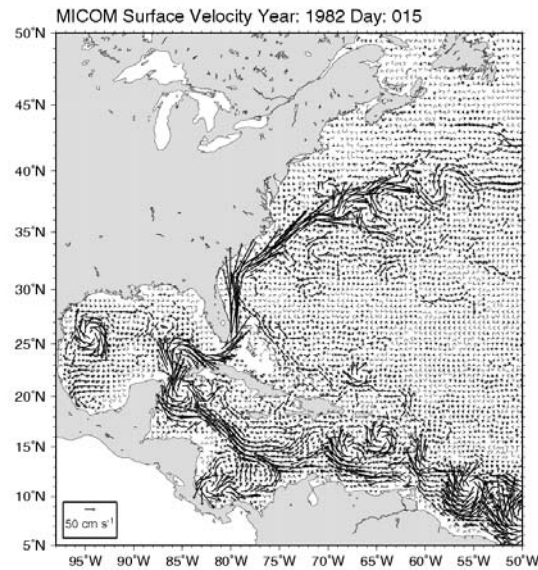 MICOM Surface Velocity Year: 1982 Day: 015
50°N
45°N
40°N
35°N
30°N
25°N
20°N
15°N
10°N
5°N
50 cm s⁻¹
95°W 90°W 85°W 80°W 75°W 70°W 65°W 60°W 55°W 50°W